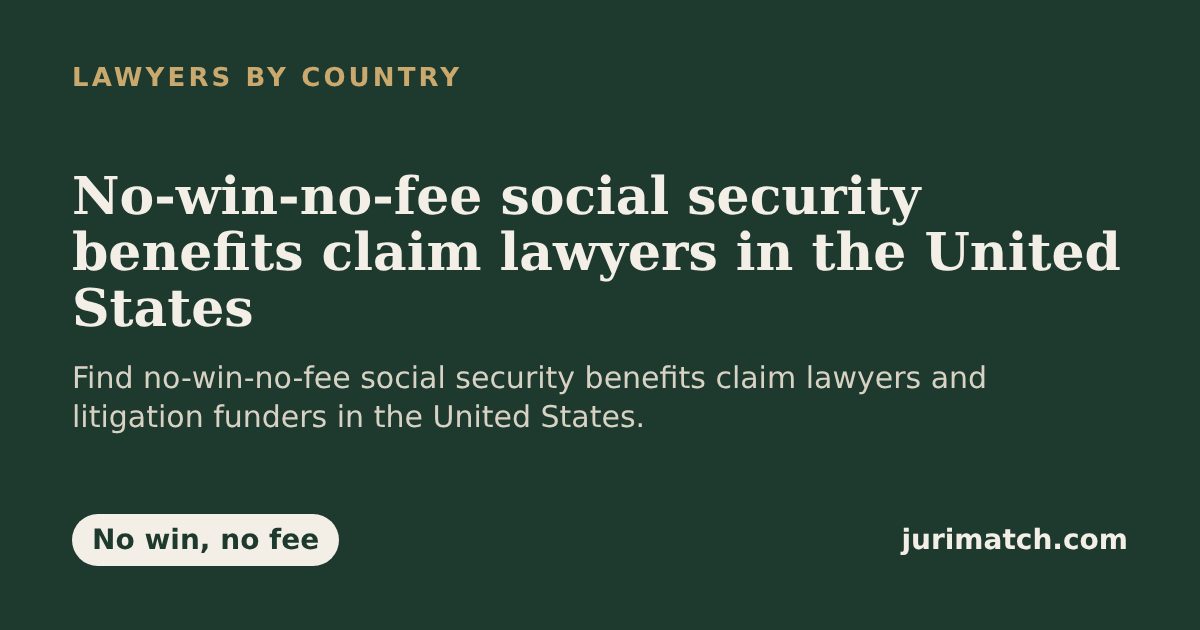 LAWYERS BY COUNTRY
No-win-no-fee social security
benefits claim lawyers in the United
States
Find no-win-no-fee social security benefits claim lawyers and
litigation funders in the United States.
No win, no fee
jurimatch.com